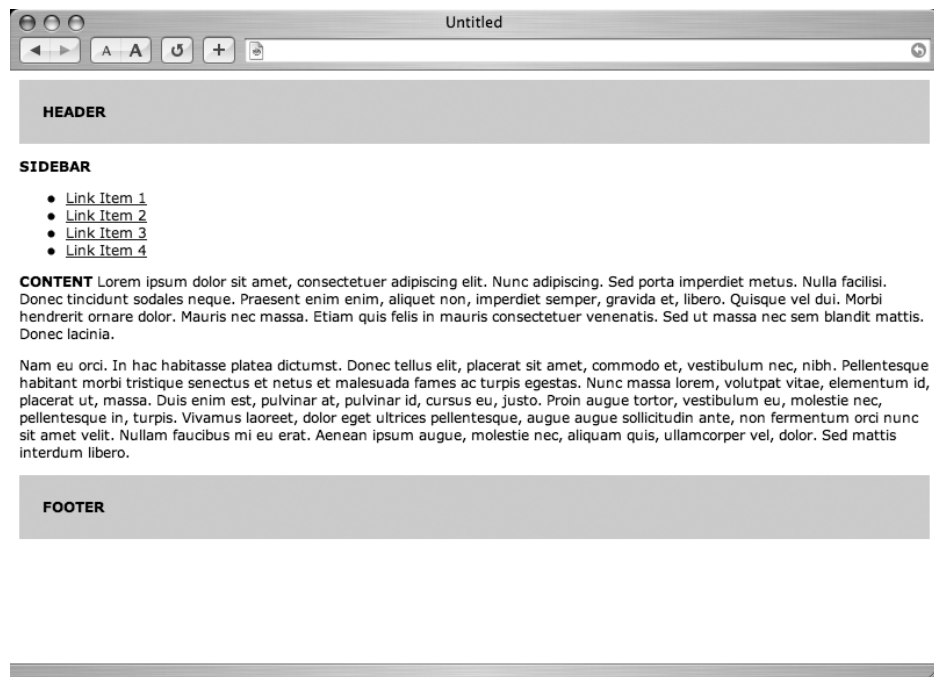 Untitled
A A
HEADER
SIDEBAR
Link Item 1
Link Item 2
Link Item 3
Link Item 4
CONTENT Lorem ipsum dolor sit amet, consectetuer adipiscing elit. Nunc adipiscing. Sed porta imperdiet metus. Nulla facilisi.
Donec tincidunt sodales neque. Praesent enim enim, aliquet non, imperdiet semper, gravida et, libero. Quisque vel dui. Morbi
hendrerit ornare dolor. Mauris nec massa. Etiam quis felis in mauris consectetuer venenatis. Sed ut massa nec sem blandit mattis.
Donec lacinia.
Nam eu orci. In hac habitasse platea dictumst. Donec tellus elit, placerat sit amet, commodo et, vestibulum nec, nibh. Pellentesque
habitant morbi tristique senectus et netus et malesuada fames ac turpis egestas. Nunc massa lorem, volutpat vitae, elementum id,
placerat ut, massa. Duis enim est, pulvinar at, pulvinar id, cursus eu, justo. Proin augue tortor, vestibulum eu, molestie nec,
pellentesque in, turpis. Vivamus laoreet, dolor eget ultrices pellentesque, augue augue sollicitudin ante, non fermentum orci nunc
sit amet velit. Nullam faucibus mi eu erat. Aenean ipsum augue, molestie nec, aliquam quis, ullamcorper vel, dolor. Sed mattis
interdum libero.
FOOTER